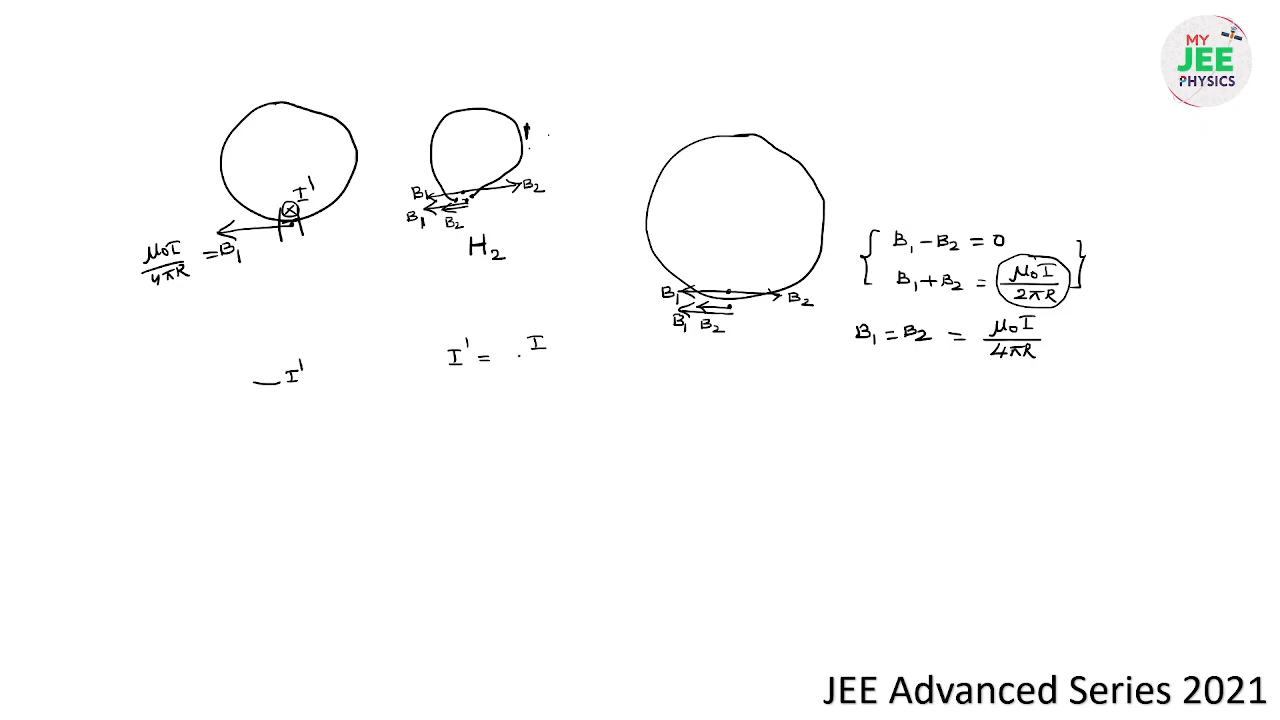 MY
JEE
PHYSICS
I'
B₁
B₂
B₁
B₂
H₂
μ₀I/4πR = B₁
B₁ - B₂ = 0
B₁ + B₂ = μ₀I/2πR
B₁
B₂
B₁
B₂
B₁ = B₂ = μ₀I/4πR
I' = . I
— I'
JEE Advanced Series 2021